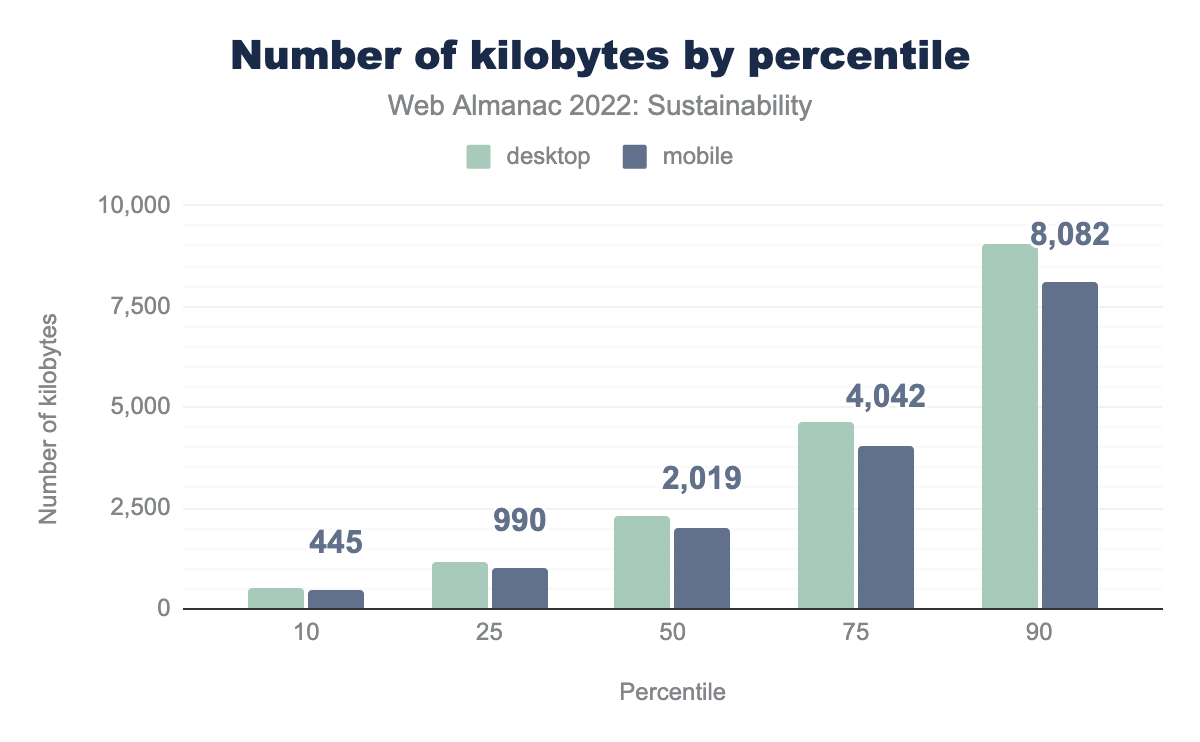 Number of kilobytes by percentile
Web Almanac 2022: Sustainability
desktop mobile
Number of kilobytes
10,000
7,500
5,000
2,500
0
445
990
2,019
4,042
8,082
10 25 50 75 90
Percentile